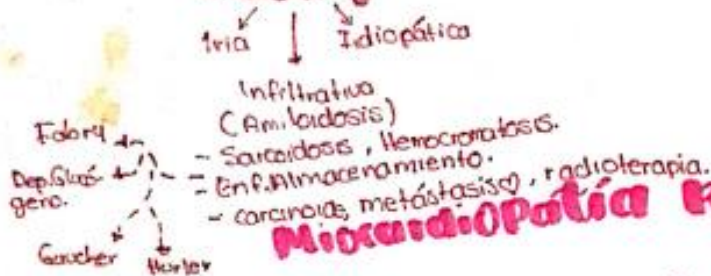 1ria Idiopática
Infiltrativa
(Amiloidosis)
- Sarcoidosis, Hemocromatosis.
- Enf. Almacenamiento.
- carcinoide, metástasis♡, radioterapia.
Fabry
Dep. Glucó
geno.
Gaucher Hurler
Miocardiopatía